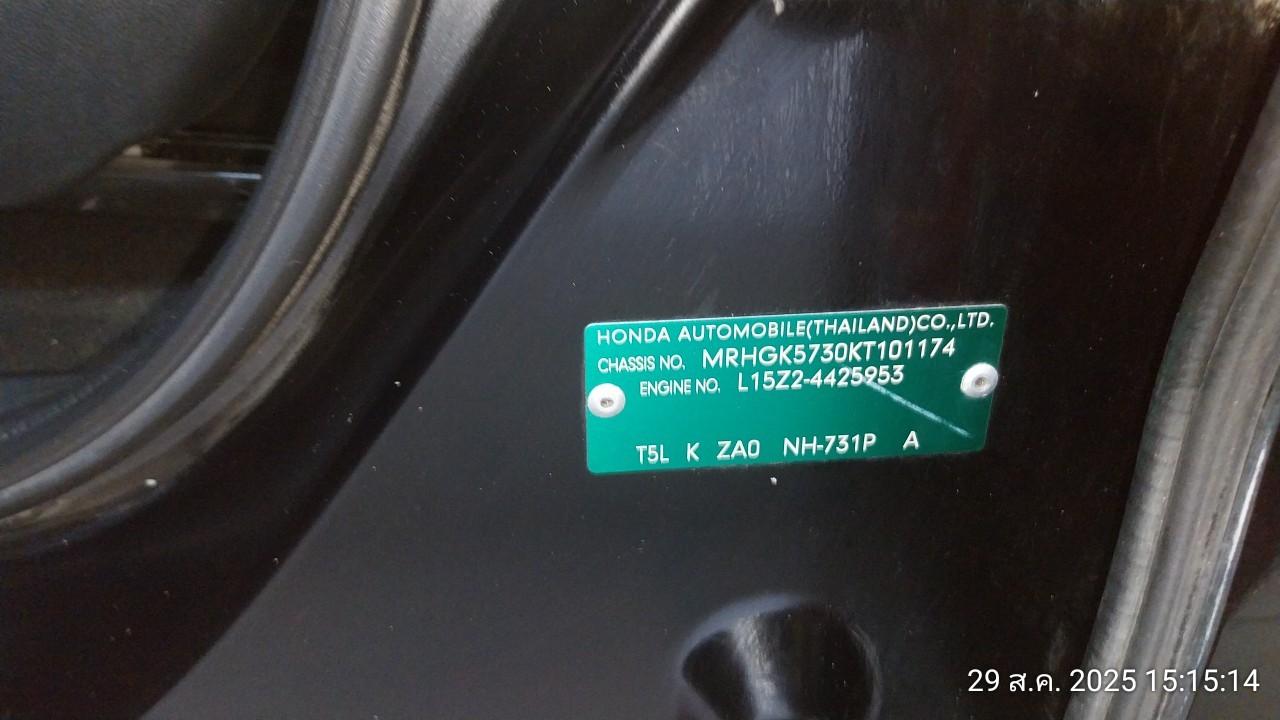 HONDA AUTOMOBILE(THAILAND)CO.,LTD.
CHASSIS NO. MRHGK5730KT101174
ENGINE NO. L15Z2-4425953
T5L K ZA0 NH-731P A
29 ส.ค. 2025 15:15:14